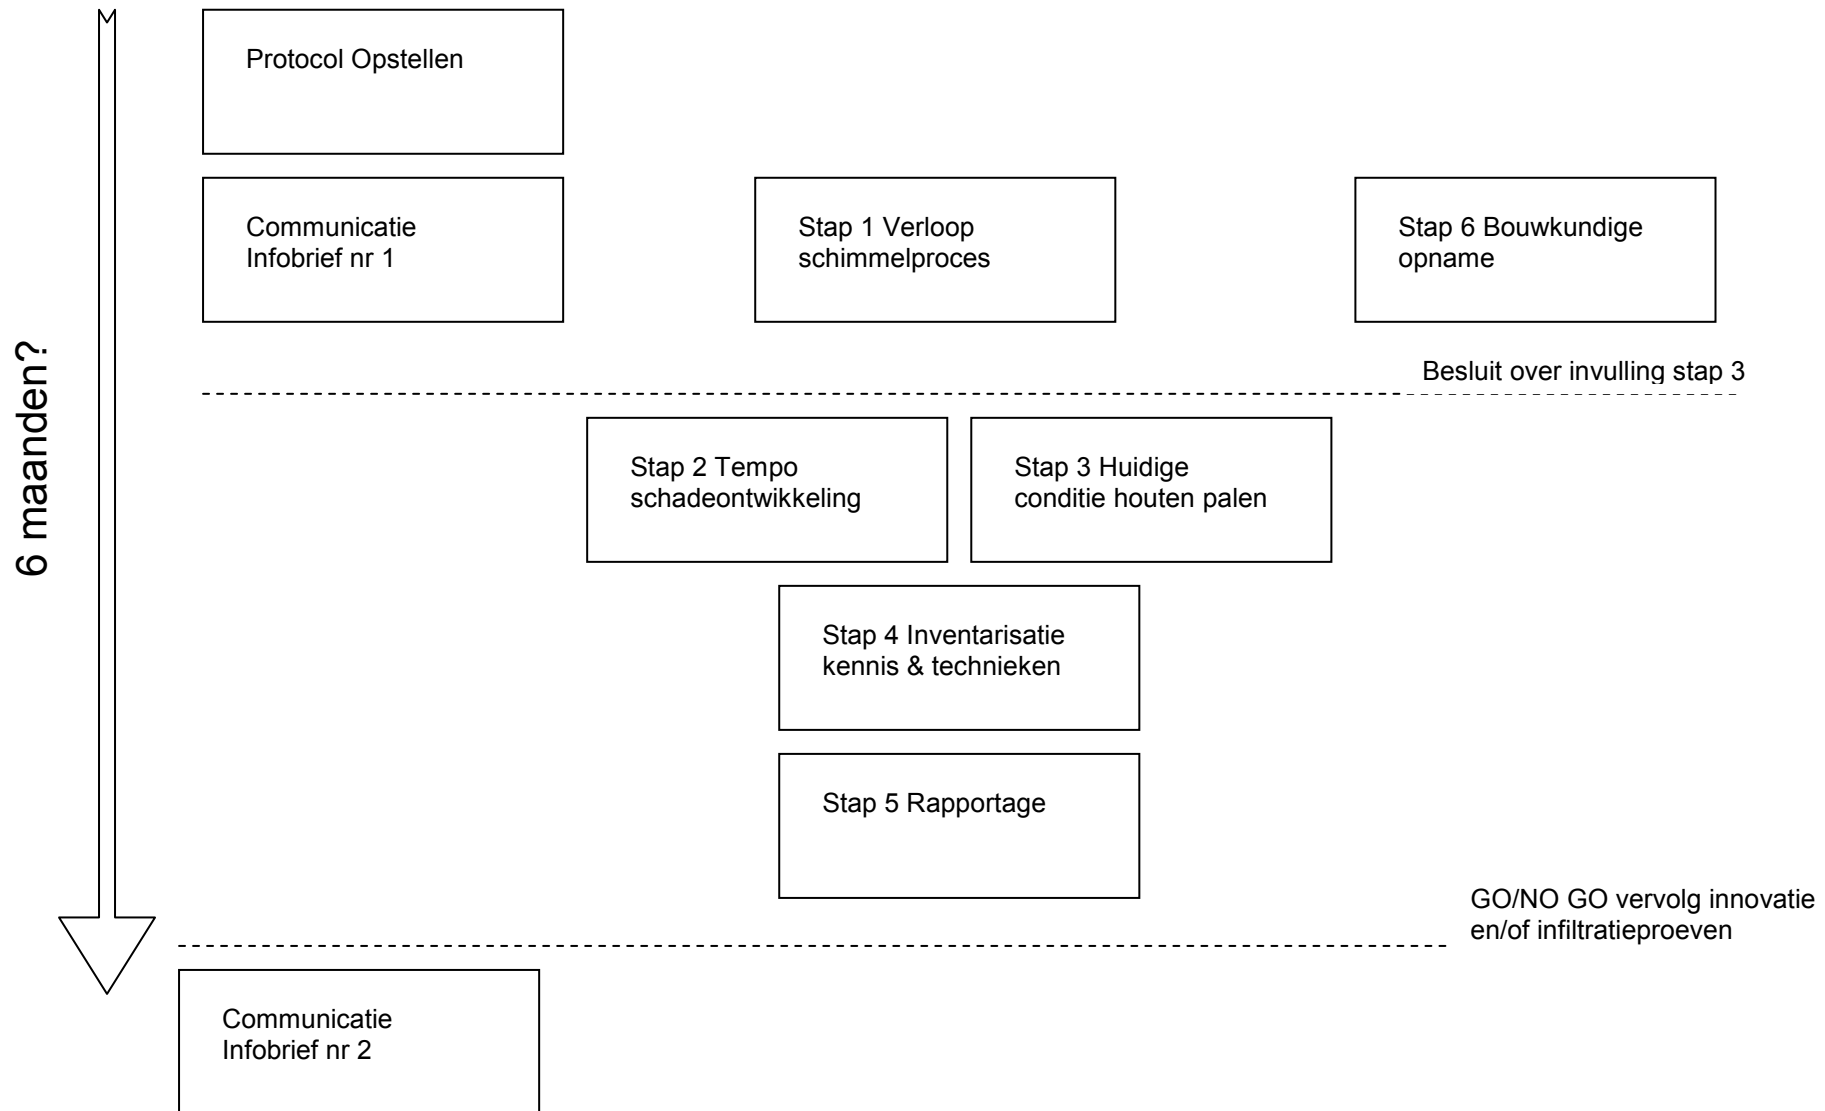 Protocol Opstellen
Communicatie
Infobrief nr 1
Stap 1 Verloop
schimmelproces
Stap 6 Bouwkundige
opname
6 maanden?
Besluit over invulling stap 3
Stap 2 Tempo
schadeontwikkeling
Stap 3 Huidige
conditie houten palen
Stap 4 Inventarisatie
kennis & technieken
Stap 5 Rapportage
GO/NO GO vervolg innovatie
en/of infiltratieproeven
Communicatie
Infobrief nr 2